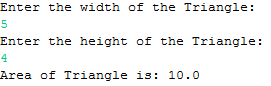 Enter the width of the Triangle:
5
Enter the height of the Triangle:
4
Area of Triangle is: 10.0